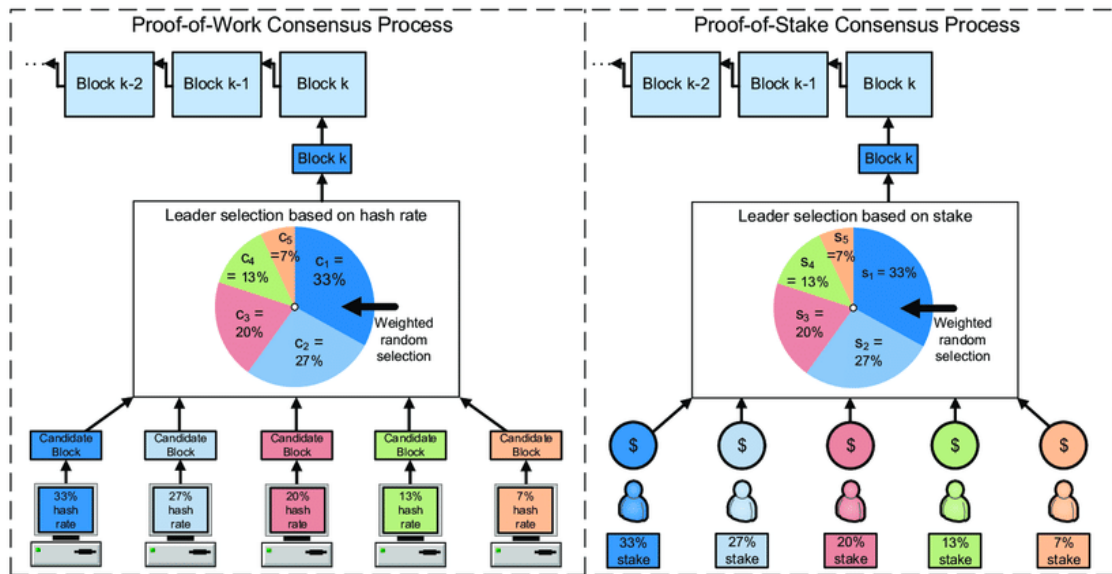 Proof-of-Work Consensus Process
Block k-2
Block k-1
Block k
Block k
Leader selection based on hash rate
c5
=7%
c1 =
33%
c4
= 13%
c3 =
20%
c2 =
27%
Weighted
random
selection
Candidate
Block
Candidate
Block
Candidate
Block
Candidate
Block
Candidate
Block
33%
hash
rate
27%
hash
rate
20%
hash
rate
13%
hash
rate
7%
hash
rate
Proof-of-Stake Consensus Process
Block k-2
Block k-1
Block k
Block k
Leader selection based on stake
s5
=7%
s1 = 33%
s4
= 13%
s3 =
20%
s2 =
27%
Weighted
random
selection
$
$
$
$
$
33%
stake
27%
stake
20%
stake
13%
stake
7%
stake